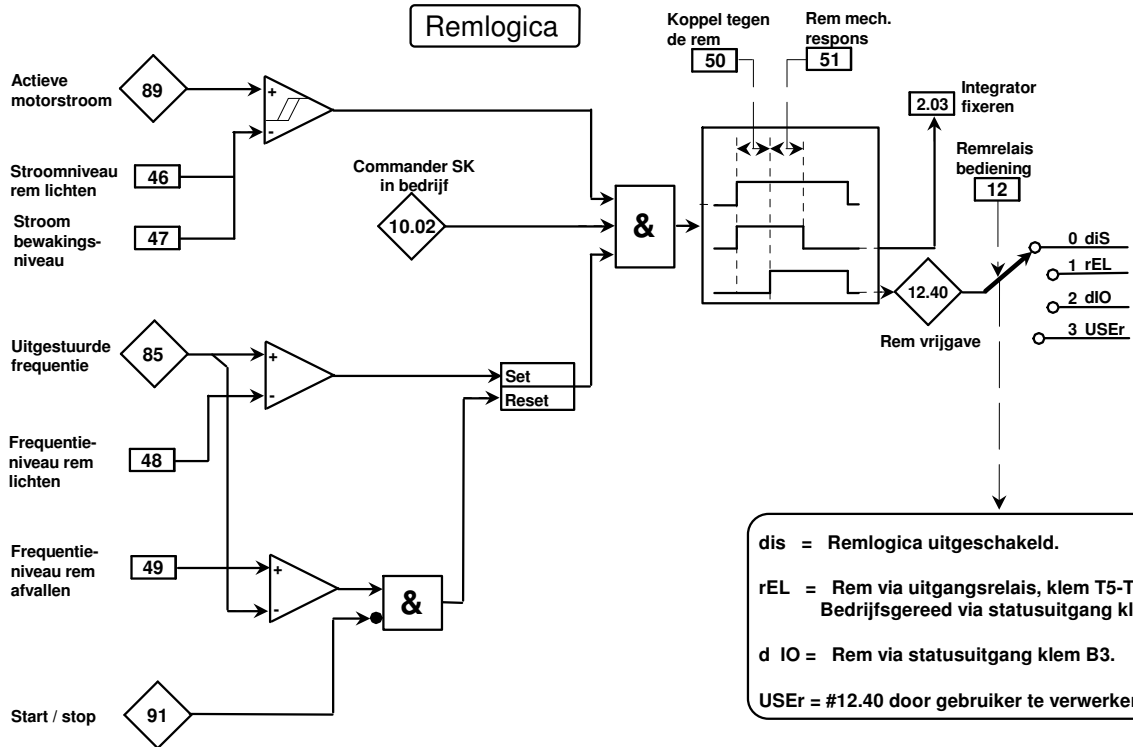 Remlogica
Koppel tegen
de rem
50
Rem mech.
respons
51
Actieve
motorstroom
89
+
-
Integrator
fixeren
2.03
Stroomniveau
rem lichten
46
Commander SK
in bedrijf
10.02
Remrelais
bediening
12
Stroom
bewakings-
niveau
47
&
0 diS
1 rEL
2 dIO
3 USEr
12.40
Rem vrijgave
Uitgestuurde
frequentie
85
+
-
Set
Reset
Frequentie-
niveau rem
lichten
48
Frequentie-
niveau rem
afvallen
49
+
-
&
Start / stop
91
dis = Remlogica uitgeschakeld.
rEL = Rem via uitgangsrelais, klem T5-T
Bedrijfsgereed via statusuitgang kl
d IO = Rem via statusuitgang klem B3.
USEr = #12.40 door gebruiker te verwerke